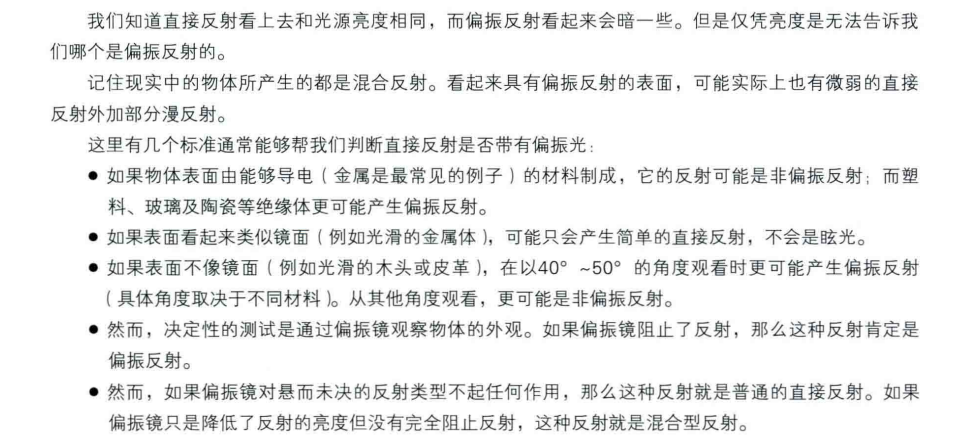 我们知道直接反射看上去和光源亮度相同，而偏振反射看起来会暗一些。但是仅凭亮度是无法告诉我
们哪个是偏振反射的。
记住现实中的物体所产生的都是混合反射。看起来具有偏振反射的表面，可能实际上也有微弱的直接
反射外加部分漫反射。
这里有几个标准通常能够帮我们判断直接反射是否带有偏振光：
● 如果物体表面由能够导电（金属是最常见的例子）的材料制成，它的反射可能是非偏振反射；而塑
料、玻璃及陶瓷等绝缘体更可能产生偏振反射。
● 如果表面看起来类似镜面（例如光滑的金属体），可能只会产生简单的直接反射，不会是眩光。
● 如果表面不像镜面（例如光滑的木头或皮革），在以40° ~50° 的角度观看时更可能产生偏振反射
（具体角度取决于不同材料）。从其他角度观看，更可能是非偏振反射。
● 然而，决定性的测试是通过偏振镜观察物体的外观。如果偏振镜阻止了反射，那么这种反射肯定是
偏振反射。
● 然而，如果偏振镜对悬而未决的反射类型不起任何作用，那么这种反射就是普通的直接反射。如果
偏振镜只是降低了反射的亮度但没有完全阻止反射，这种反射就是混合型反射。